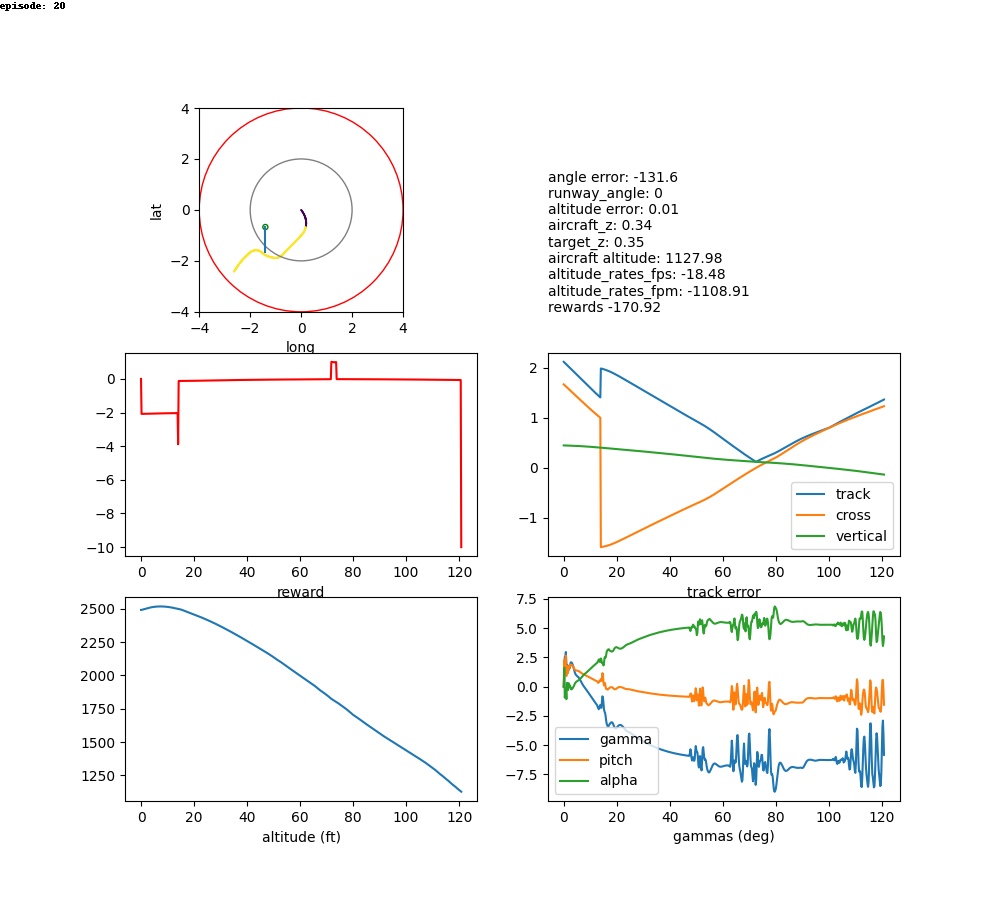 episode: 20
4
2
0
−2
−4
lat
−4 −2 0 2 4
long
angle error: -131.6
runway_angle: 0
altitude error: 0.01
aircraft_z: 0.34
target_z: 0.35
aircraft altitude: 1127.98
altitude_rates_fps: -18.48
altitude_rates_fpm: -1108.91
rewards -170.92
0
−2
−4
−6
−8
−10
0 20 40 60 80 100 120
reward
2
1
0
−1
track
cross
vertical
0 20 40 60 80 100 120
track error
2500
2250
2000
1750
1500
1250
0 20 40 60 80 100 120
altitude (ft)
7.5
5.0
2.5
0.0
−2.5
−5.0
−7.5
gamma
pitch
alpha
0 20 40 60 80 100 120
gammas (deg)